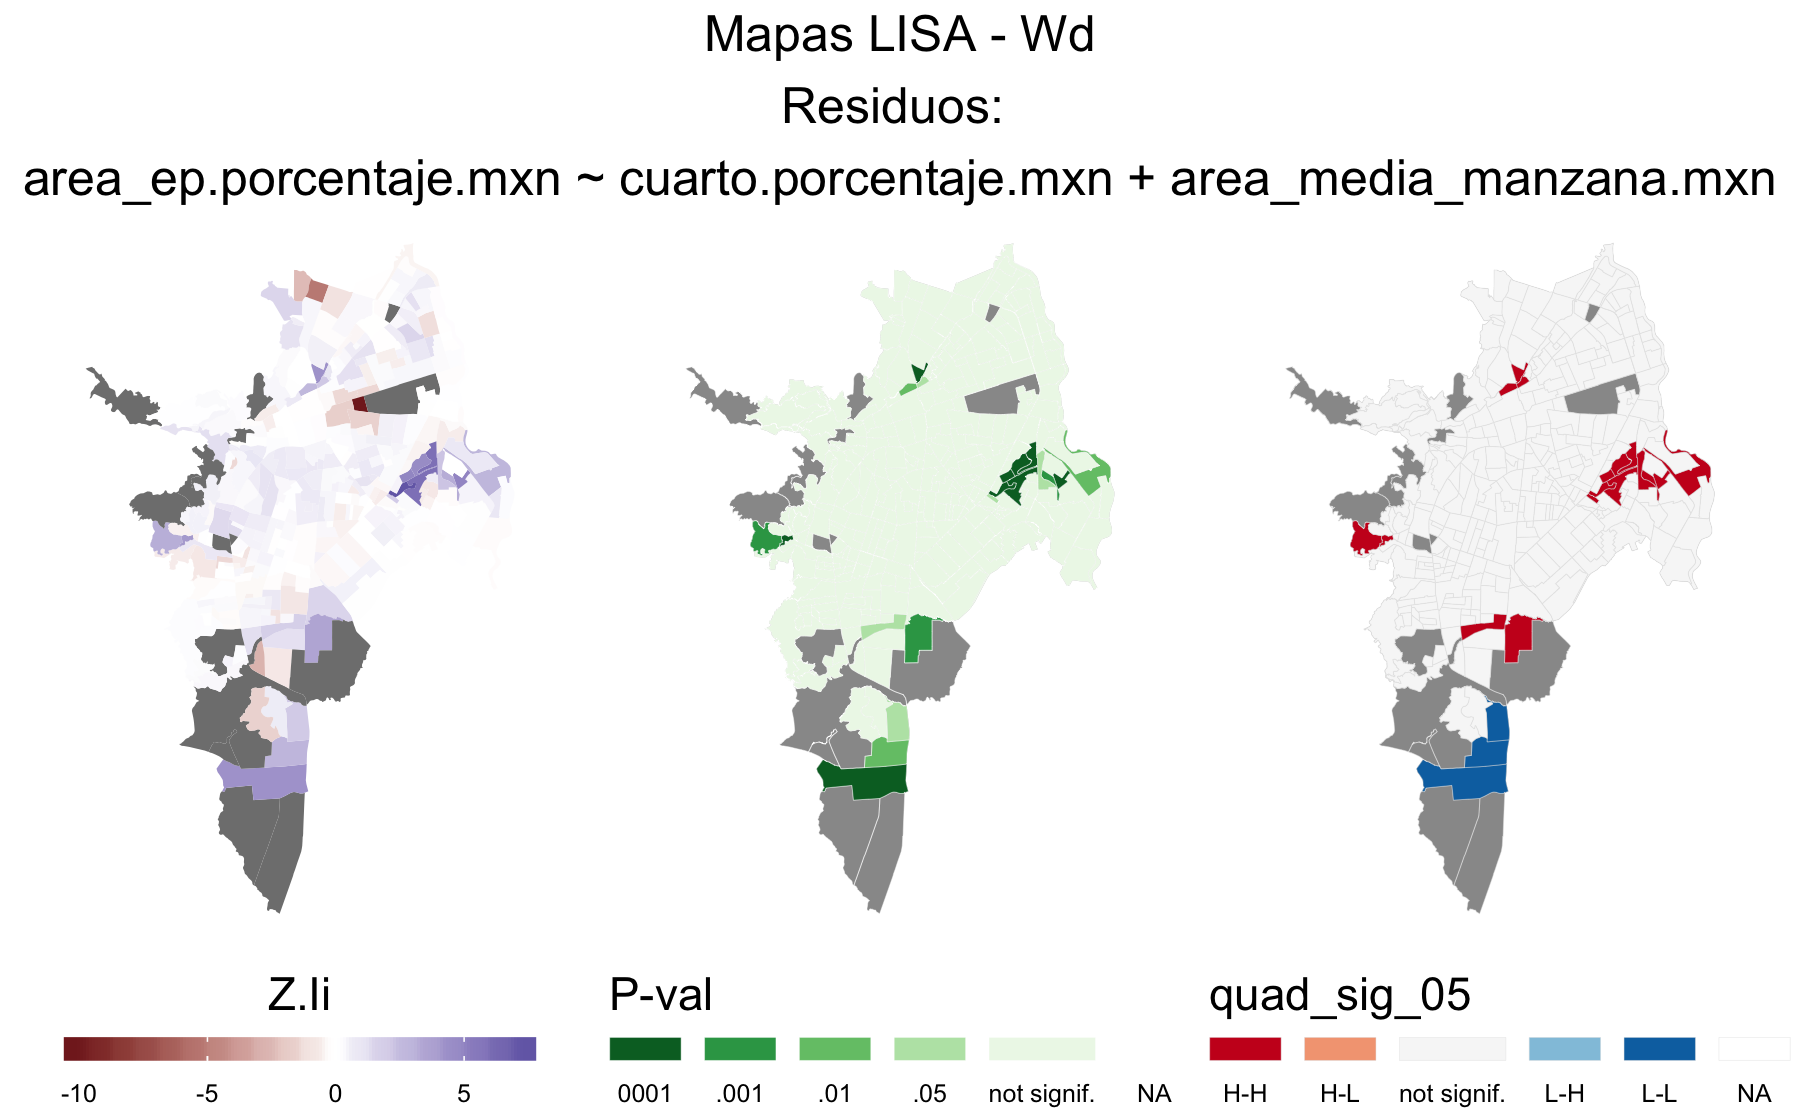 Mapas LISA - Wd
Residuos:
area_ep.porcentaje.mxn ~ cuarto.porcentaje.mxn + area_media_manzana.mxn
Z.Ii
-10 -5 0 5
P-val
0001 .001 .01 .05 not signif. NA
quad_sig_05
H-H H-L not signif. L-H L-L NA